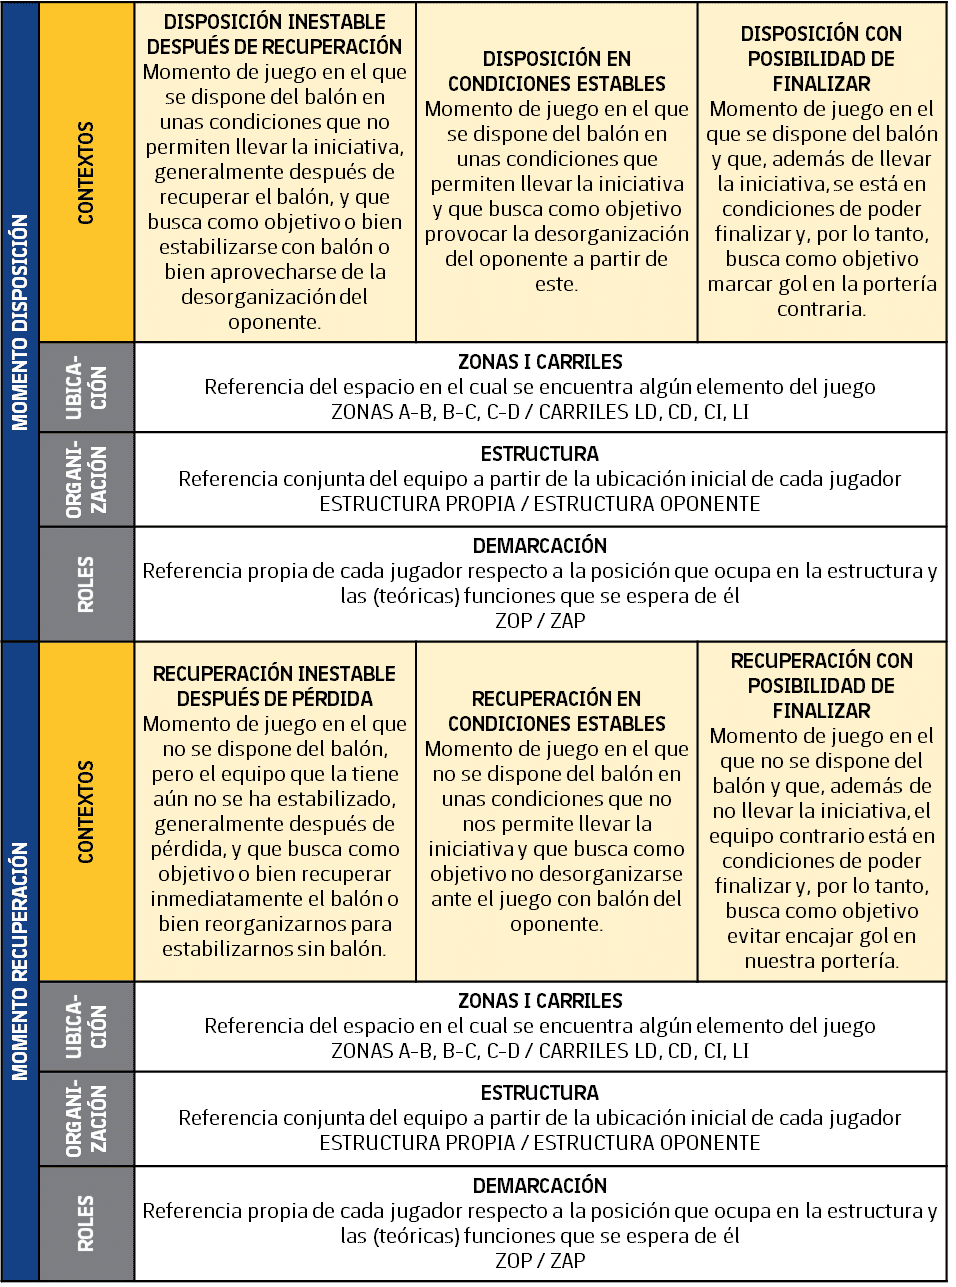 MOMENTO DISPOSICIÓN
CONTEXTOS
DISPOSICIÓN INESTABLE
DESPUÉS DE RECUPERACIÓN
Momento de juego en el que
se dispone del balón en
unas condiciones que no
permiten llevar la iniciativa,
generalmente después de
recuperar el balón, y que
busca como objetivo o bien
estabilizarse con balón o
bien aprovecharse de la
desorganización del
oponente.
DISPOSICIÓN EN
CONDICIONES ESTABLES
Momento de juego en el que
se dispone del balón en
unas condiciones que
permiten llevar la iniciativa
y que busca como objetivo
provocar la desorganización
del oponente a partir de
este.
DISPOSICIÓN CON
POSIBILIDAD DE
FINALIZAR
Momento de juego en el
que se dispone del balón
y que, además de llevar
la iniciativa, se está en
condiciones de poder
finalizar y, por lo tanto,
busca como objetivo
marcar gol en la portería
contraria.
UBICA-
CIÓN
ZONAS I CARRILES
Referencia del espacio en el cual se encuentra algún elemento del juego
ZONAS A-B, B-C, C-D / CARRILES LD, CD, CI, LI
ORGANI-
ZACIÓN
ESTRUCTURA
Referencia conjunta del equipo a partir de la ubicación inicial de cada jugador
ESTRUCTURA PROPIA / ESTRUCTURA OPONENTE
ROLES
DEMARCACIÓN
Referencia propia de cada jugador respecto a la posición que ocupa en la estructura y
las (teóricas) funciones que se espera de él
ZOP / ZAP
MOMENTO RECUPERACIÓN
CONTEXTOS
RECUPERACIÓN INESTABLE
DESPUÉS DE PÉRDIDA
Momento de juego en el que
no se dispone del balón,
pero el equipo que la tiene
aún no se ha estabilizado,
generalmente después de
pérdida, y que busca como
objetivo o bien recuperar
inmediatamente el balón o
bien reorganizarnos para
estabilizarnos sin balón.
RECUPERACIÓN EN
CONDICIONES ESTABLES
Momento de juego en el que
no se dispone del balón en
unas condiciones que no
nos permite llevar la
iniciativa y que busca como
objetivo no desorganizarse
ante el juego con balón del
oponente.
RECUPERACIÓN CON
POSIBILIDAD DE
FINALIZAR
Momento de juego en el
que no se dispone del
balón y que, además de
no llevar la iniciativa, el
equipo contrario está en
condiciones de poder
finalizar y, por lo tanto,
busca como objetivo
evitar encajar gol en
nuestra portería.
UBICA-
CIÓN
ZONAS I CARRILES
Referencia del espacio en el cual se encuentra algún elemento del juego
ZONAS A-B, B-C, C-D / CARRILES LD, CD, CI, LI
ORGANI-
ZACIÓN
ESTRUCTURA
Referencia conjunta del equipo a partir de la ubicación inicial de cada jugador
ESTRUCTURA PROPIA / ESTRUCTURA OPONENTE
ROLES
DEMARCACIÓN
Referencia propia de cada jugador respecto a la posición que ocupa en la estructura y
las (teóricas) funciones que se espera de él
ZOP / ZAP